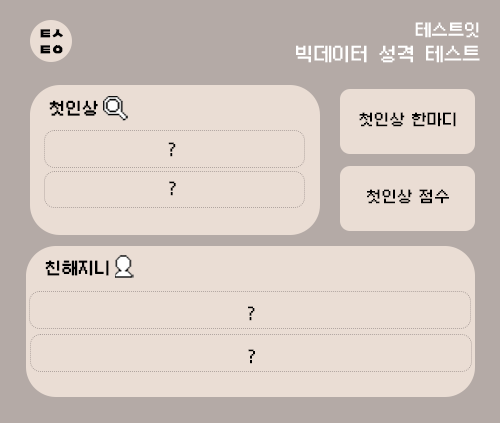 ㅌㅅ
ㅌㅇ
테스트잇
빅데이터 성격 테스트
첫인상
?
?
첫인상 한마디
첫인상 점수
친해지니
?
?